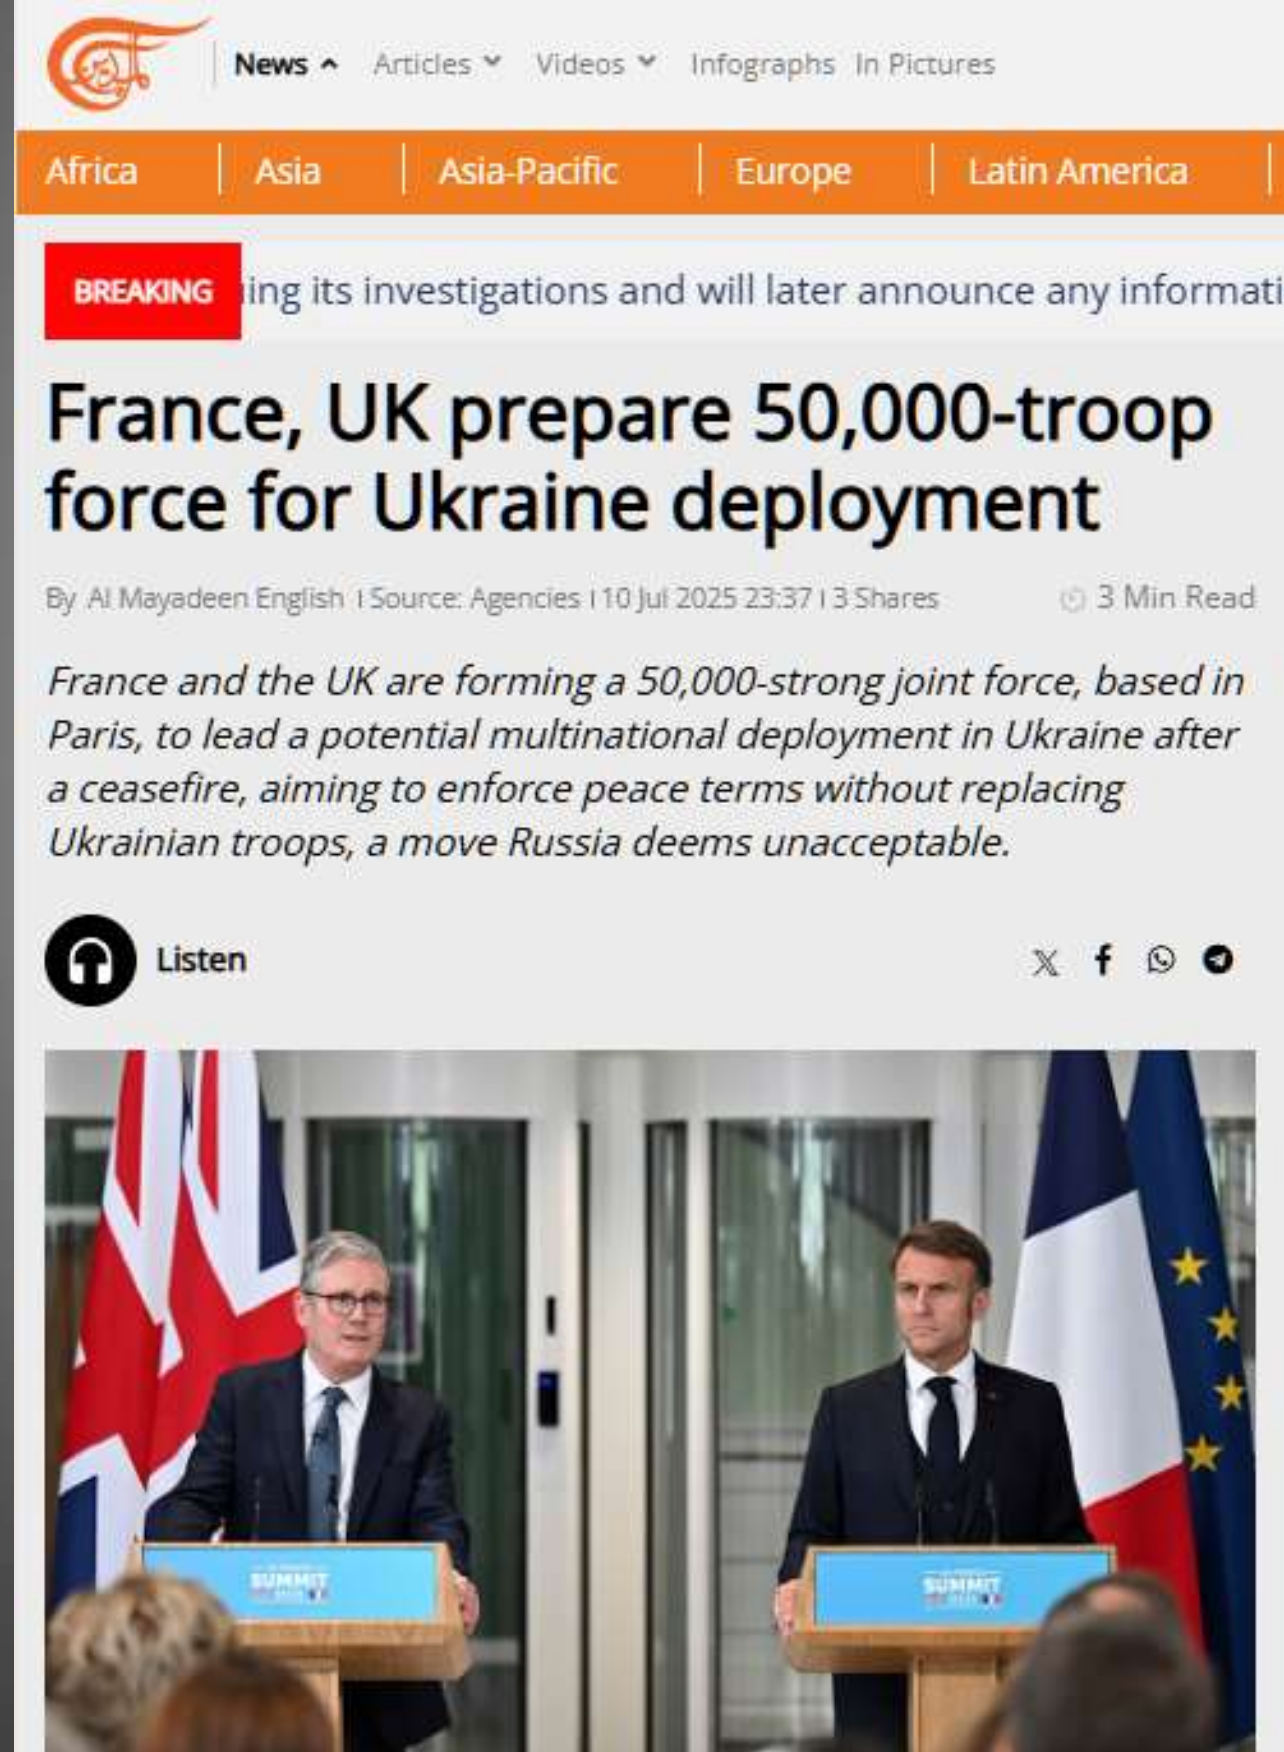 News Articles Videos Infographs In Pictures
Africa Asia Asia-Pacific Europe Latin America
BREAKING ing its investigations and will later announce any informati
France, UK prepare 50,000-troop
force for Ukraine deployment
By Al Mayadeen English | Source: Agencies | 10 Jul 2025 23:37 | 3 Shares 3 Min Read
France and the UK are forming a 50,000-strong joint force, based in
Paris, to lead a potential multinational deployment in Ukraine after
a ceasefire, aiming to enforce peace terms without replacing
Ukrainian troops, a move Russia deems unacceptable.
Listen
SUMMIT
SUMMIT